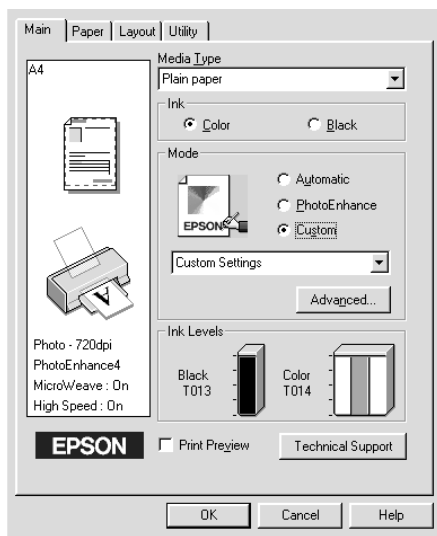 Main Paper Layout Utility
A4
Media Type
Plain paper
Ink
Color Black
Mode
EPSON
Automatic
PhotoEnhance
Custom
Custom Settings
Advanced...
A
Photo - 720dpi
PhotoEnhance4
MicroWeave : On
High Speed : On
Ink Levels
Black
T013
Color
T014
EPSON
Print Preview
Technical Support
OK Cancel Help